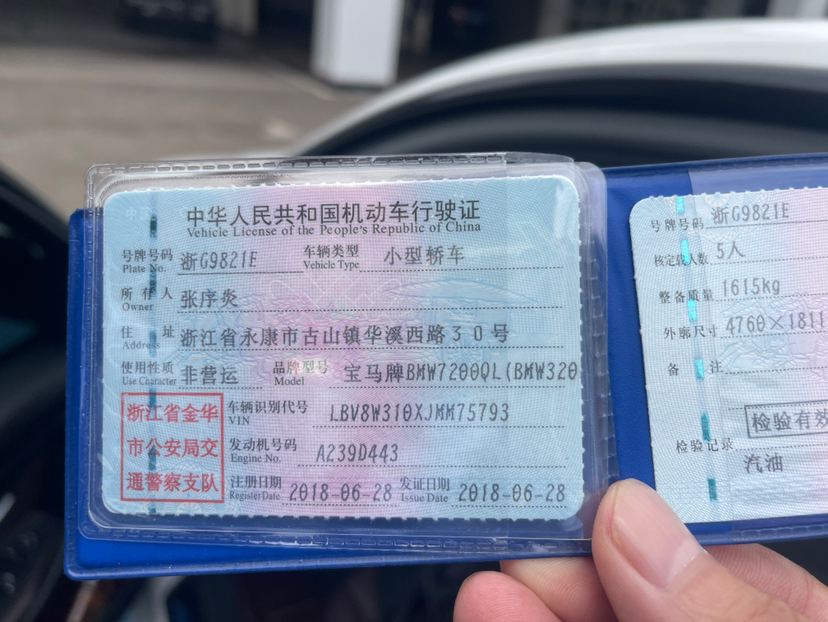 中华人民共和国机动车行驶证
Vehicle License of the People's Republic of China
号牌号码 浙G9821E 车辆类型 小型轿车
Plate No. Vehicle Type
所有人 张序炎
Owner
住址 浙江省永康市古山镇华溪西路30号
Address
使用性质 非营运 品牌型号 宝马牌BMW7200QL(BMW320
Use Character Model
浙江省金华
市公安局交
通警察支队
车辆识别代号 LBV8W310XJMM75793
VIN
发动机号码 A239D443
Engine No.
注册日期 2018-06-28 发证日期 2018-06-28
Register Date Issue Date
号牌号码 浙G9821E
核定载人数 5人
整备质量 1615kg
外廓尺寸 4760×1811
备注
检验有效
检验记录
汽油